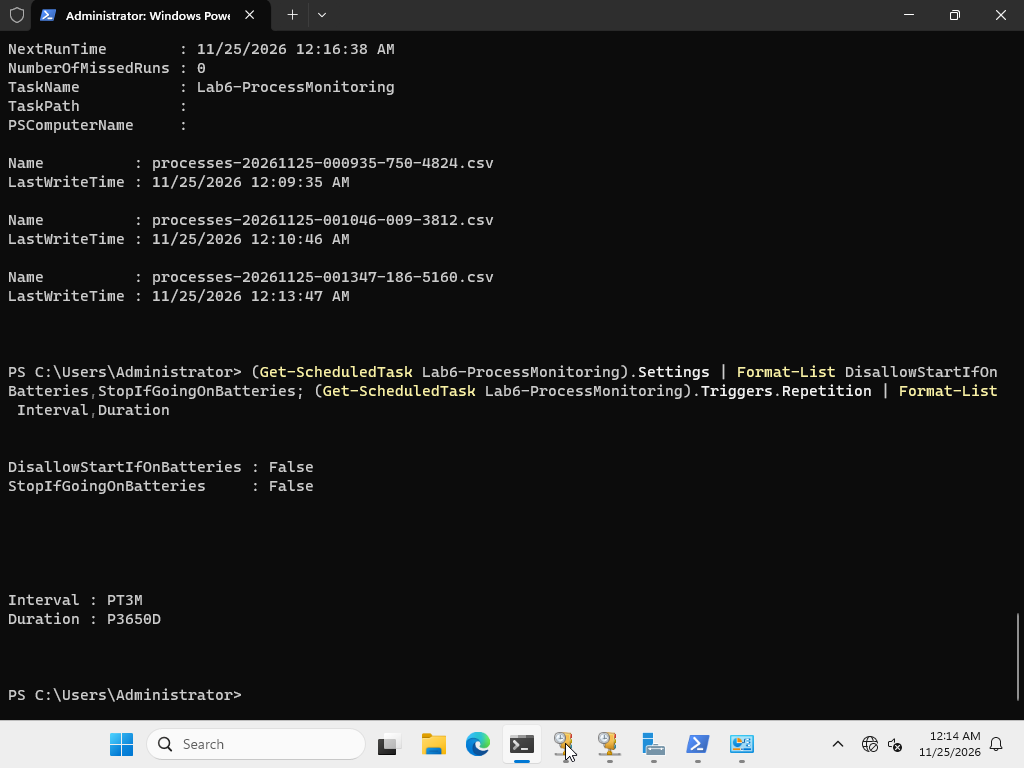 Administrator: Windows Powe
NextRunTime        : 11/25/2026 12:16:38 AM
NumberOfMissedRuns : 0
TaskName           : Lab6-ProcessMonitoring
TaskPath           :
PSComputerName     :
Name          : processes-20261125-000935-750-4824.csv
LastWriteTime : 11/25/2026 12:09:35 AM
Name          : processes-20261125-001046-009-3812.csv
LastWriteTime : 11/25/2026 12:10:46 AM
Name          : processes-20261125-001347-186-5160.csv
LastWriteTime : 11/25/2026 12:13:47 AM
PS C:\Users\Administrator> (Get-ScheduledTask Lab6-ProcessMonitoring).Settings | Format-List DisallowStartIfOn
Batteries,StopIfGoingOnBatteries; (Get-ScheduledTask Lab6-ProcessMonitoring).Triggers.Repetition | Format-List
 Interval,Duration
DisallowStartIfOnBatteries : False
StopIfGoingOnBatteries     : False
Interval : PT3M
Duration : P3650D
PS C:\Users\Administrator>
Search
12:14 AM
11/25/2026